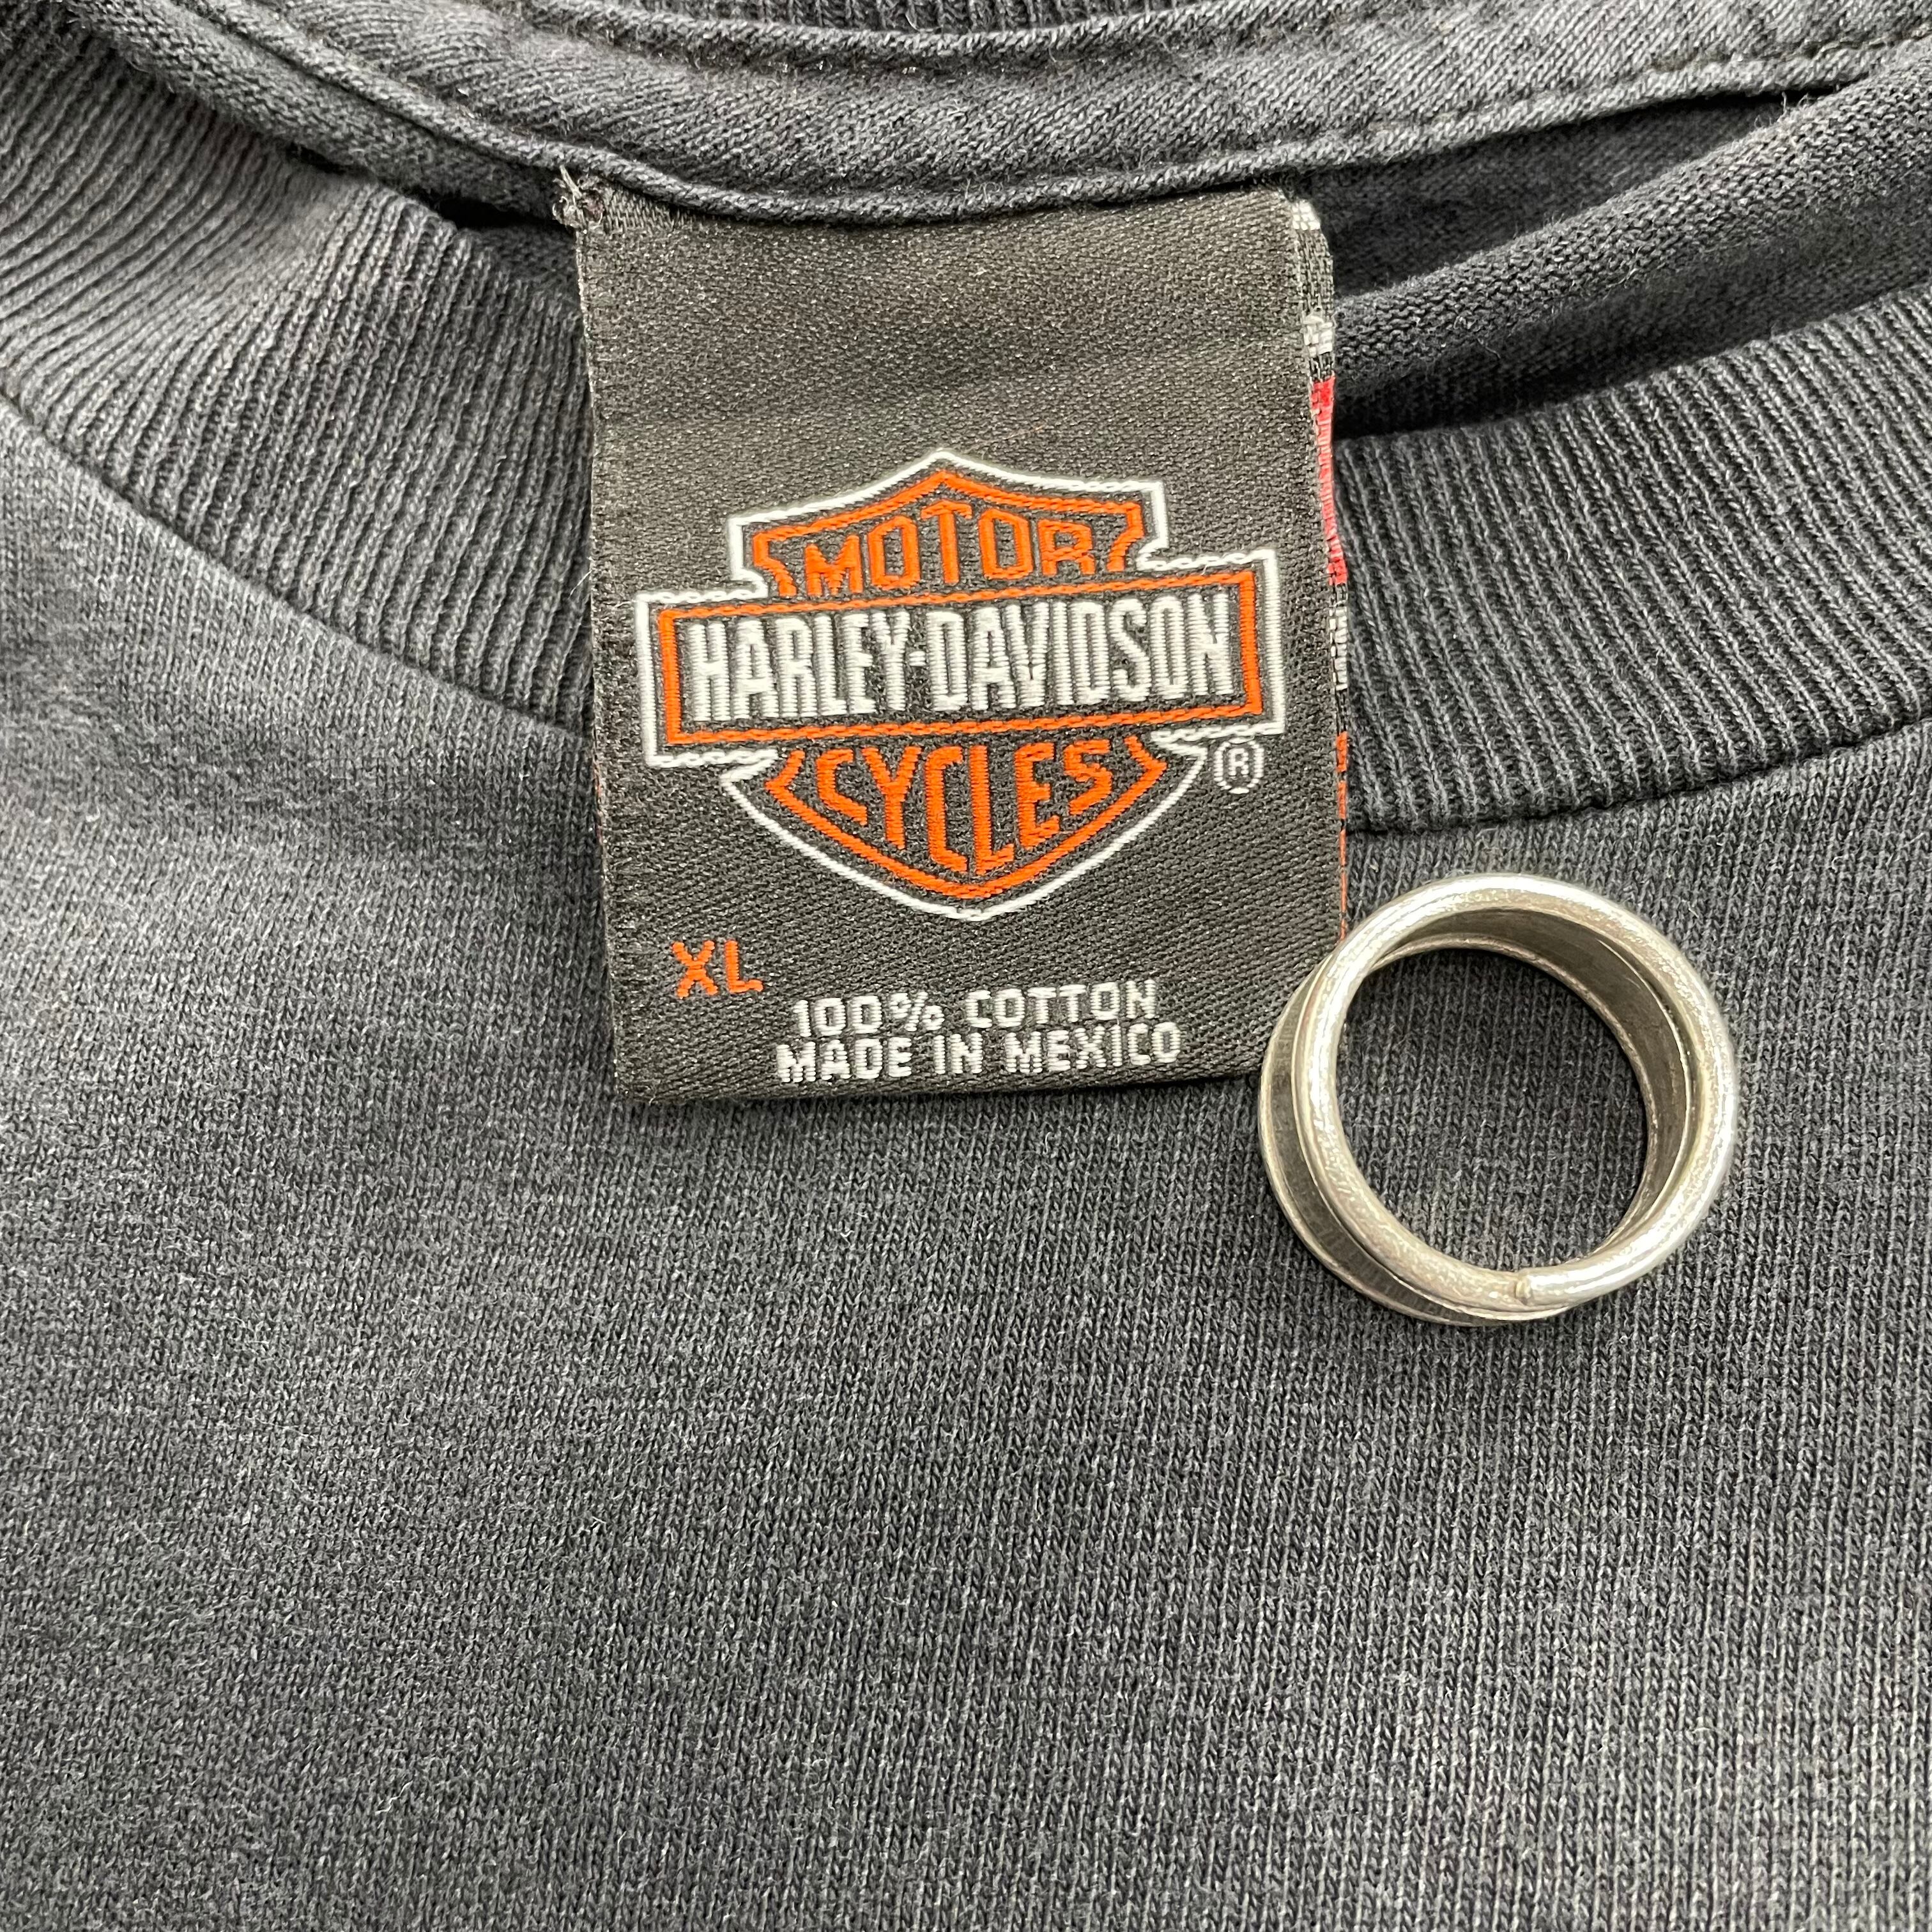 MOTOR
HARLEY-DAVIDSON
CYCLES
®
XL
100% COTTON
MADE IN MEXICO